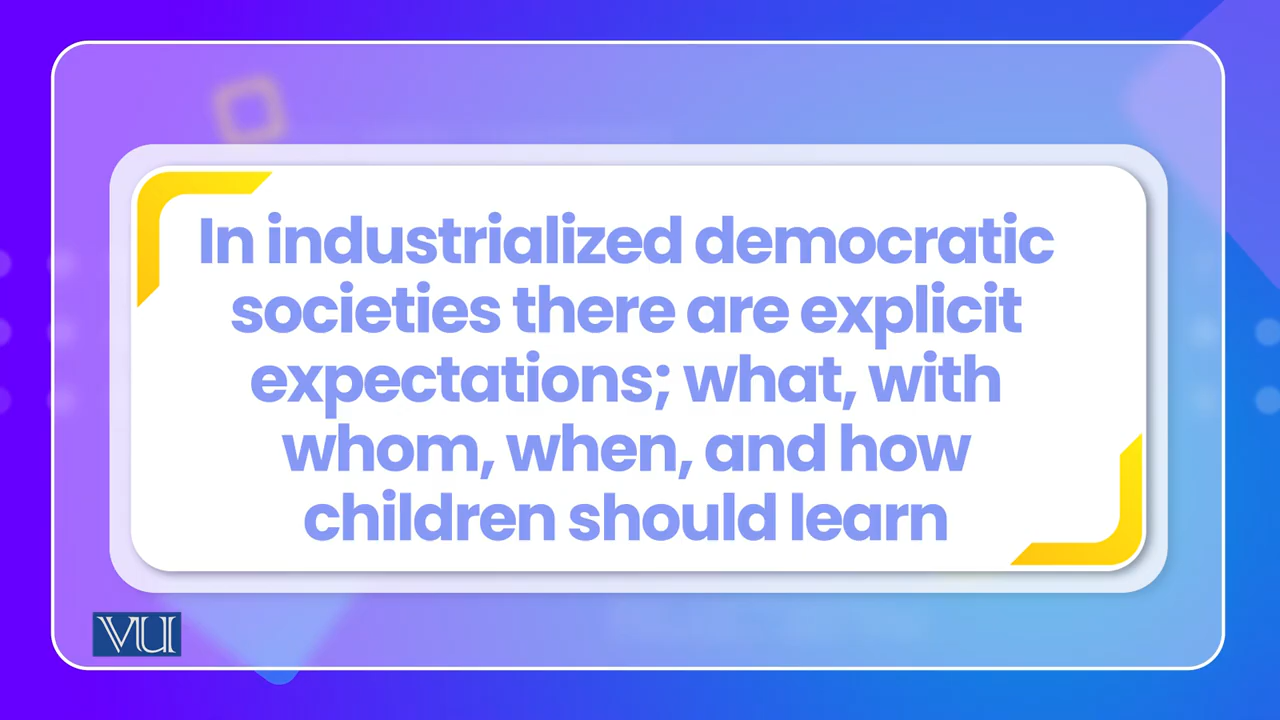 In industrialized democratic
societies there are explicit
expectations; what, with
whom, when, and how
children should learn
VU